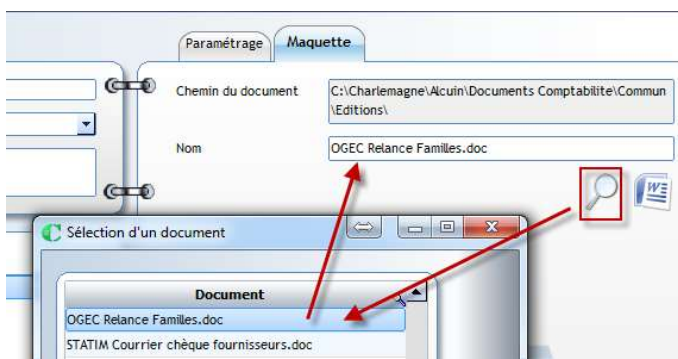 Paramétrage
Maquette
Chemin du document
C:\Charlemagne\Alcuin\Documents Comptabilite\Commun
\Editions\
Nom
OGEC Relance Familles.doc
W
Sélection d'un document
Document
OGEC Relance Familles.doc
STATIM Courrier chèque fournisseurs.doc